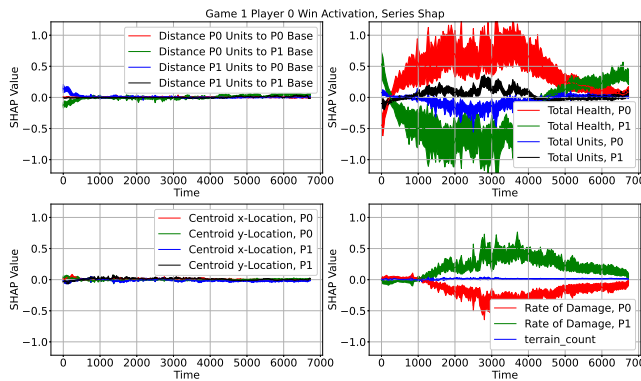 Game 1 Player 0 Win Activation, Series Shap
1.0
0.5
0.0
−0.5
−1.0
SHAP Value
Distance P0 Units to P0 Base
Distance P0 Units to P1 Base
Distance P1 Units to P0 Base
Distance P1 Units to P1 Base
0 1000 2000 3000 4000 5000 6000 7000
Time
1.0
0.5
0.0
−0.5
−1.0
SHAP Value
Total Health, P0
Total Health, P1
Total Units, P0
Total Units, P1
0 1000 2000 3000 4000 5000 6000 7000
Time
1.0
0.5
0.0
−0.5
−1.0
SHAP Value
Centroid x-Location, P0
Centroid y-Location, P0
Centroid x-Location, P1
Centroid y-Location, P1
0 1000 2000 3000 4000 5000 6000 7000
Time
1.0
0.5
0.0
−0.5
−1.0
SHAP Value
Rate of Damage, P0
Rate of Damage, P1
terrain_count
0 1000 2000 3000 4000 5000 6000 7000
Time